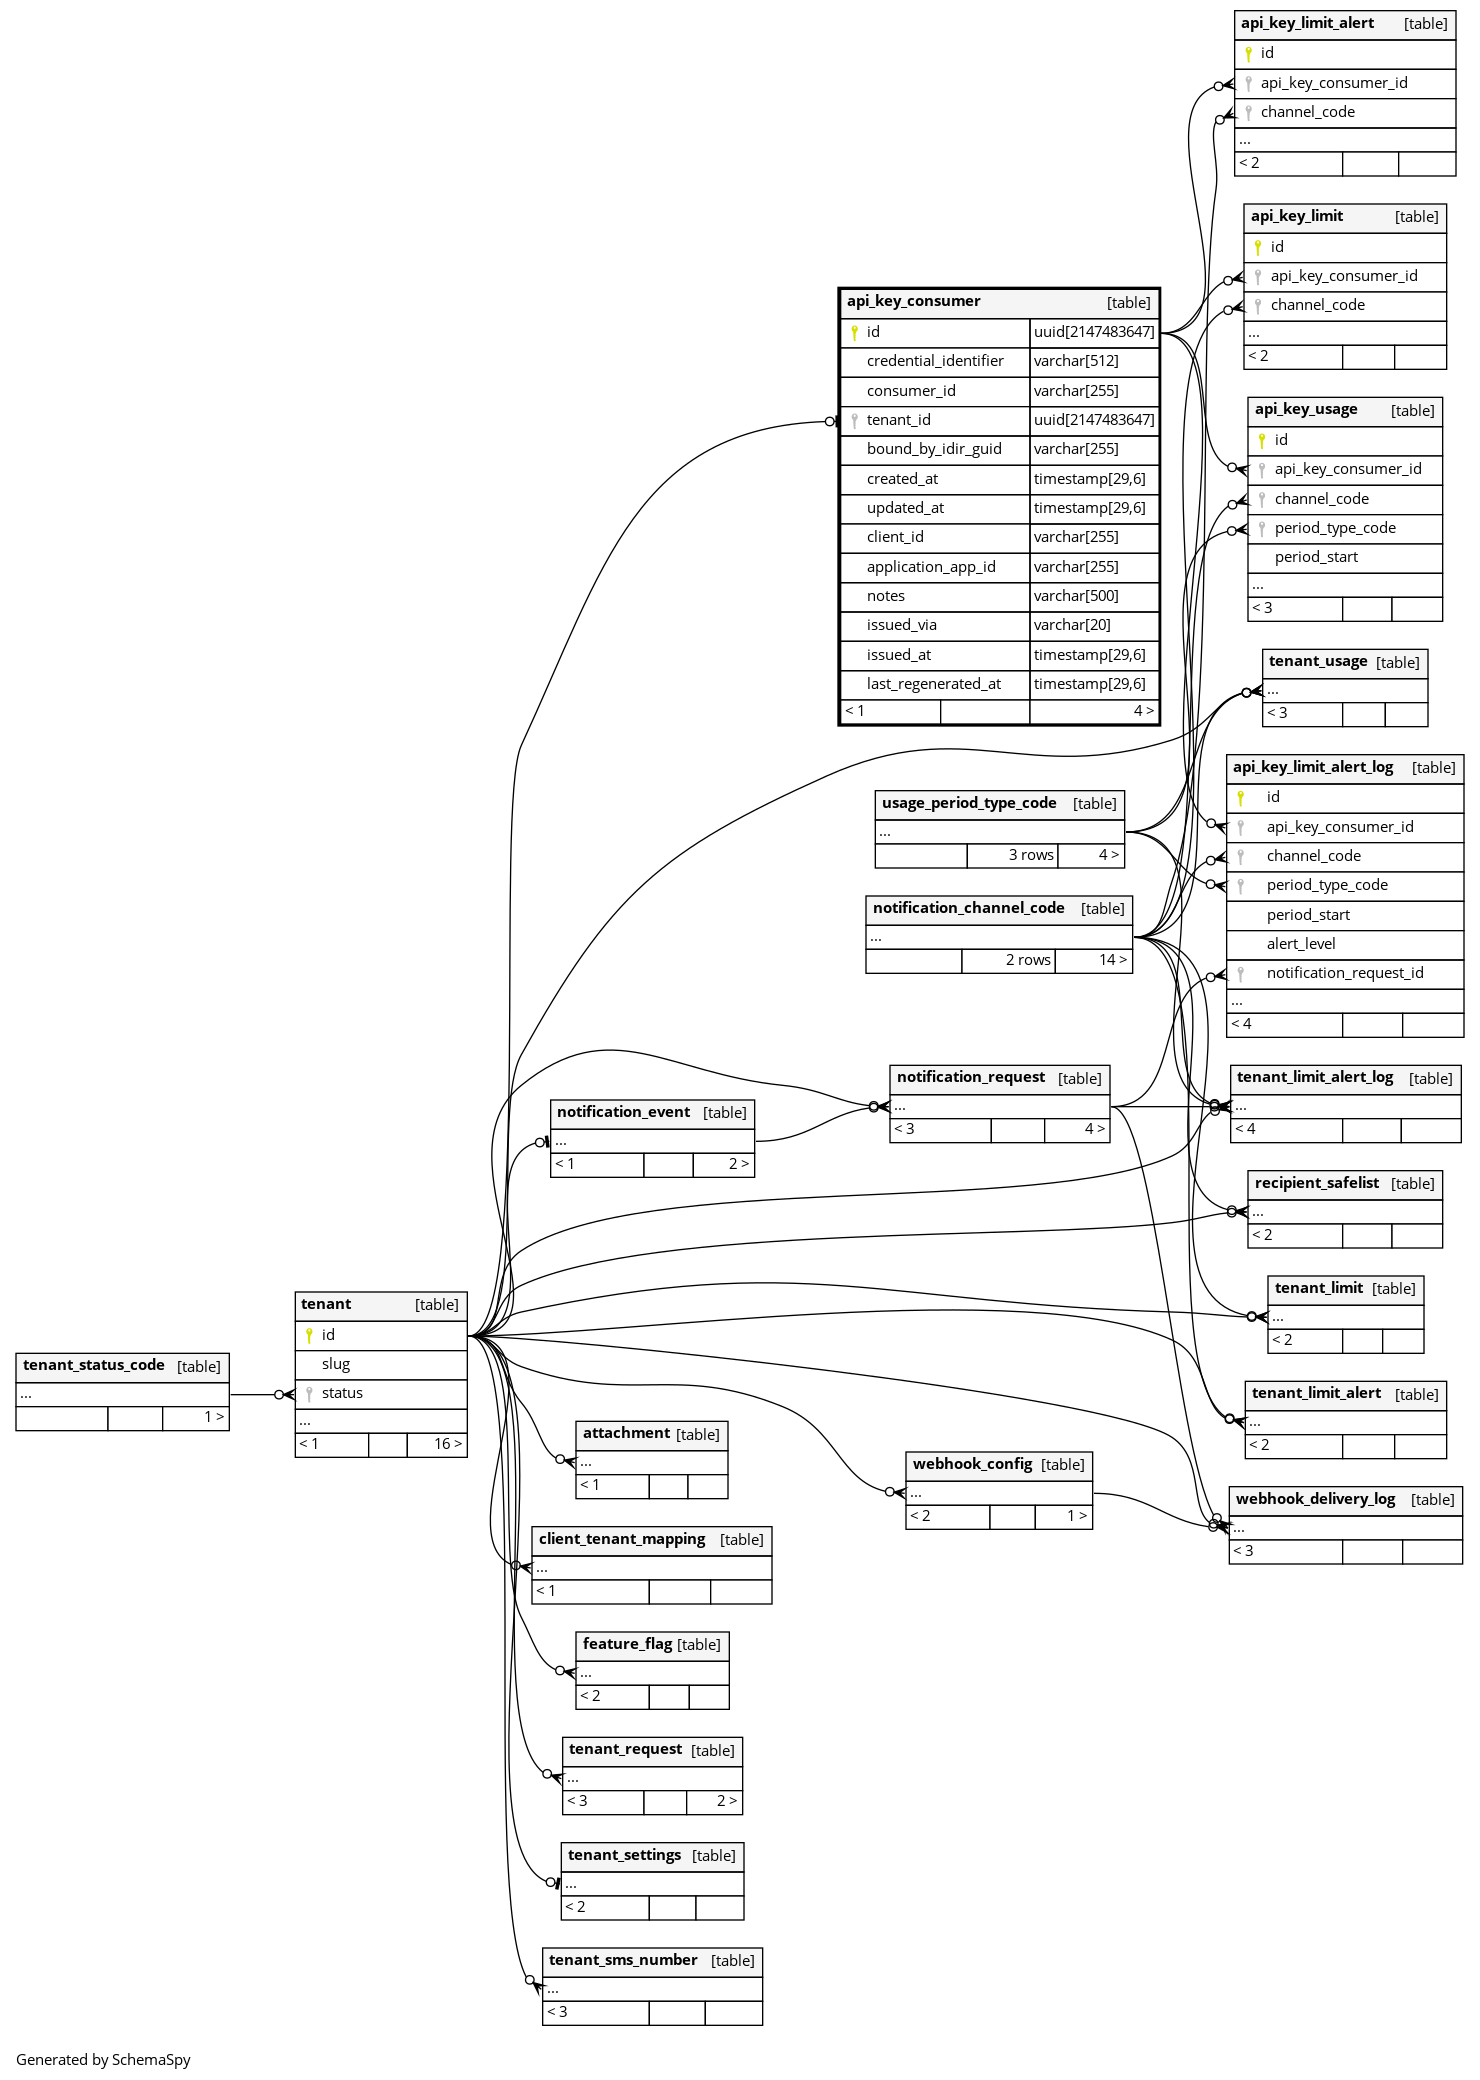 api_key_limit_alert [table]
id
api_key_consumer_id
channel_code
...
< 2
api_key_limit [table]
id
api_key_consumer_id
channel_code
...
< 2
api_key_consumer [table]
id uuid[2147483647]
credential_identifier varchar[512]
consumer_id varchar[255]
tenant_id uuid[2147483647]
bound_by_idir_guid varchar[255]
created_at timestamp[29,6]
updated_at timestamp[29,6]
client_id varchar[255]
application_app_id varchar[255]
notes varchar[500]
issued_via varchar[20]
issued_at timestamp[29,6]
last_regenerated_at timestamp[29,6]
< 1 4 >
api_key_usage [table]
id
api_key_consumer_id
channel_code
period_type_code
period_start
...
< 3
tenant_usage [table]
...
< 3
api_key_limit_alert_log [table]
id
api_key_consumer_id
channel_code
period_type_code
period_start
alert_level
notification_request_id
...
< 4
usage_period_type_code [table]
...
3 rows 4 >
notification_channel_code [table]
...
2 rows 14 >
notification_request [table]
...
< 3 4 >
tenant_limit_alert_log [table]
...
< 4
notification_event [table]
...
< 1 2 >
recipient_safelist [table]
...
< 2
tenant_limit [table]
...
< 2
tenant [table]
id
slug
status
...
< 1 16 >
tenant_status_code [table]
...
1 >
tenant_limit_alert [table]
...
< 2
attachment [table]
...
< 1
webhook_config [table]
...
< 2 1 >
webhook_delivery_log [table]
...
< 3
client_tenant_mapping [table]
...
< 1
feature_flag [table]
...
< 2
tenant_request [table]
...
< 3 2 >
tenant_settings [table]
...
< 2
tenant_sms_number [table]
...
< 3
Generated by SchemaSpy